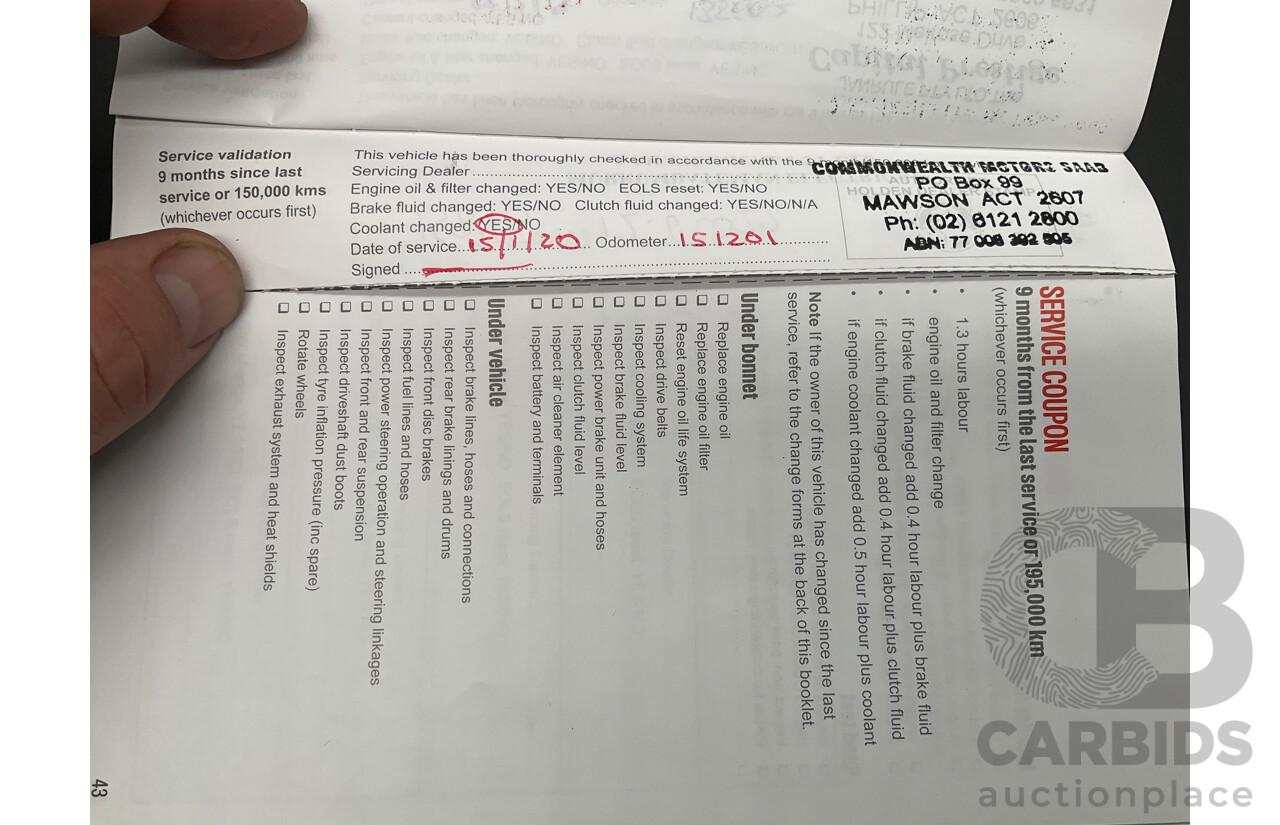 PHILLIP ACT 2606
122 Melrose Drive
Capital Prestige
Service validation
9 months since last
service or 150,000 kms
(whichever occurs first)
This vehicle has been thoroughly checked in accordance with the 9
Servicing Dealer
Engine oil & filter changed: YES/NO EOLS reset: YES/NO
Brake fluid changed: YES/NO Clutch fluid changed: YES/NO/N/A
Coolant changed: YES/NO
Date of service...15/1/20...Odometer...151201
Signed
COMMONWEALTH MOTORS SAAB
PO Box 99
MAWSON ACT 2607
Ph: (02) 6121 2600
ABN: 77 008 392 805
SERVICE COUPON
9 months from the last service or 195,000 km
(whichever occurs first)
• 1.3 hours labour
• engine oil and filter change
• if brake fluid changed add 0.4 hour labour plus brake fluid
• if clutch fluid changed add 0.4 hour labour plus clutch fluid
• if engine coolant changed add 0.5 hour labour plus coolant
Note If the owner of this vehicle has changed since the last
service, refer to the change forms at the back of this booklet.
Under bonnet
❑ Replace engine oil
❑ Replace engine oil filter
❑ Reset engine oil life system
❑ Inspect drive belts
❑ Inspect cooling system
❑ Inspect brake fluid level
❑ Inspect power brake unit and hoses
❑ Inspect clutch fluid level
❑ Inspect air cleaner element
❑ Inspect battery and terminals
Under vehicle
❑ Inspect brake lines, hoses and connections
❑ Inspect rear brake linings and drums
❑ Inspect front disc brakes
❑ Inspect fuel lines and hoses
❑ Inspect power steering operation and steering linkages
❑ Inspect front and rear suspension
❑ Inspect driveshaft dust boots
❑ Inspect tyre inflation pressure (inc spare)
❑ Rotate wheels
❑ Inspect exhaust system and heat shields
43
CARBIDS
auctionplace